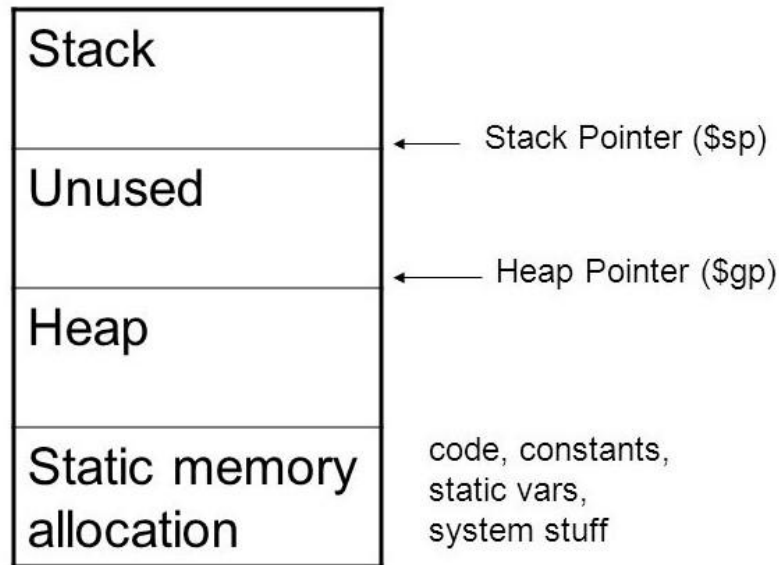 Stack
Stack Pointer ($sp)
Unused
Heap Pointer ($gp)
Heap
Static memory
allocation
code, constants,
static vars,
system stuff